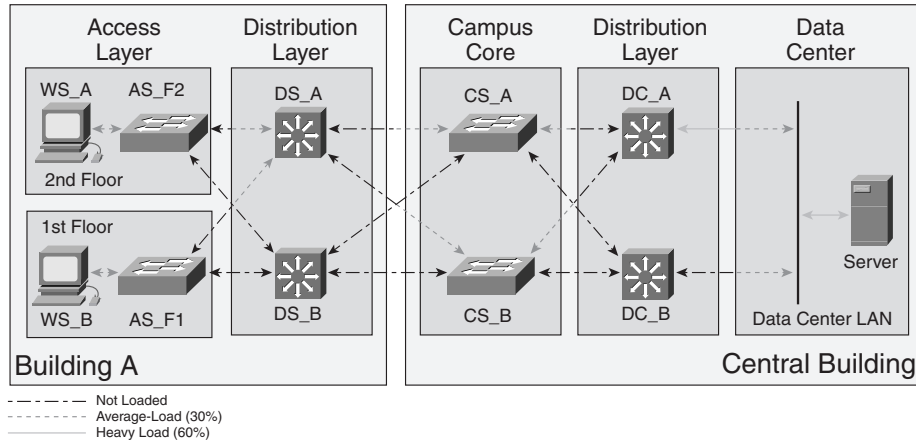 Access
Layer
Distribution
Layer
Campus
Core
Distribution
Layer
Data
Center
WS_A
AS_F2
DS_A
CS_A
DC_A
2nd Floor
1st Floor
WS_B
AS_F1
DS_B
CS_B
DC_B
Server
Data Center LAN
Building A
Central Building
Not Loaded
Average-Load (30%)
Heavy Load (60%)